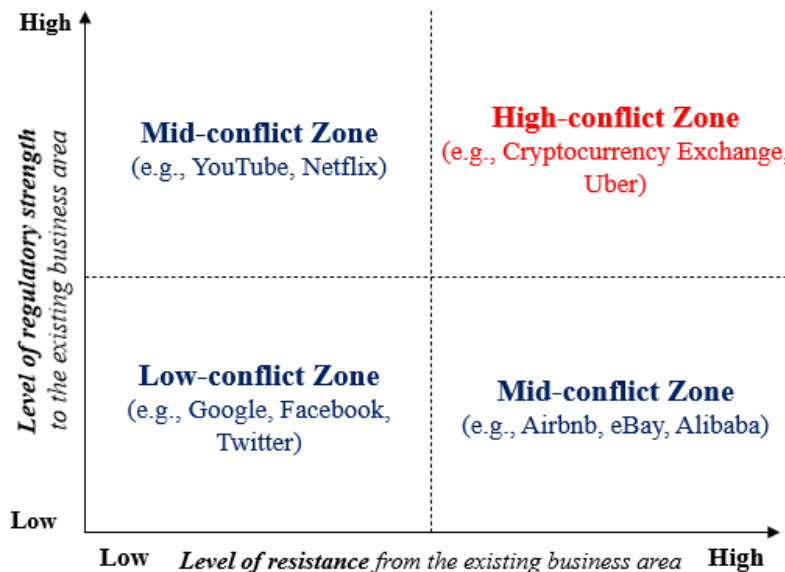 High
Mid-conflict Zone
(e.g., YouTube, Netflix)
High-conflict Zone
(e.g., Cryptocurrency Exchange,
Uber)
Level of regulatory strength
to the existing business area
Low-conflict Zone
(e.g., Google, Facebook,
Twitter)
Mid-conflict Zone
(e.g., Airbnb, eBay, Alibaba)
Low
Low Level of resistance from the existing business area High